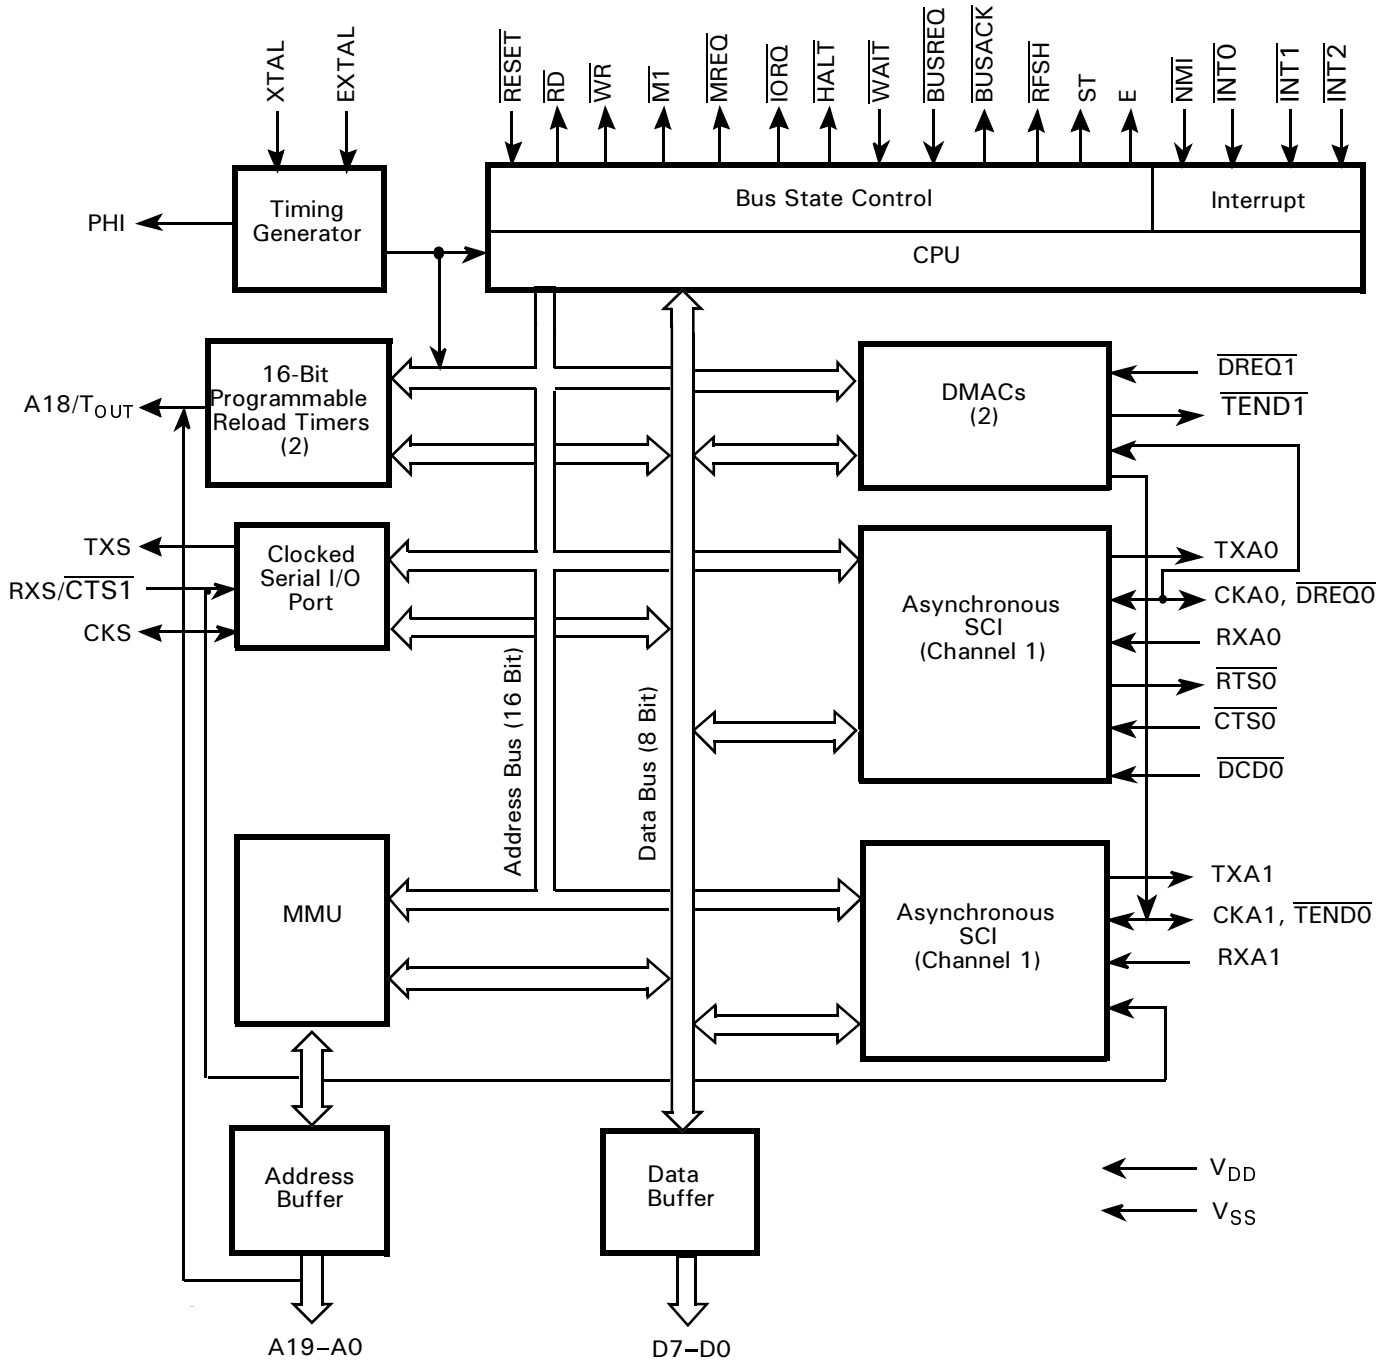 XTAL
EXTAL
RESET
RD
WR
M1
MREQ
IORQ
HALT
WAIT
BUSREQ
BUSACK
RFSH
ST
E
NMI
INT0
INT1
INT2
PHI
Timing
Generator
Bus State Control
Interrupt
CPU
A18/TOUT
16-Bit
Programmable
Reload Timers
(2)
DMACs
(2)
DREQ1
TEND1
TXS
RXS/CTS1
CKS
Clocked
Serial I/O
Port
Asynchronous
SCI
(Channel 1)
TXA0
CKA0, DREQ0
RXA0
RTS0
CTS0
DCD0
Address Bus (16 Bit)
Data Bus (8 Bit)
MMU
Asynchronous
SCI
(Channel 1)
TXA1
CKA1, TEND0
RXA1
Address
Buffer
Data
Buffer
VDD
VSS
A19–A0
D7–D0